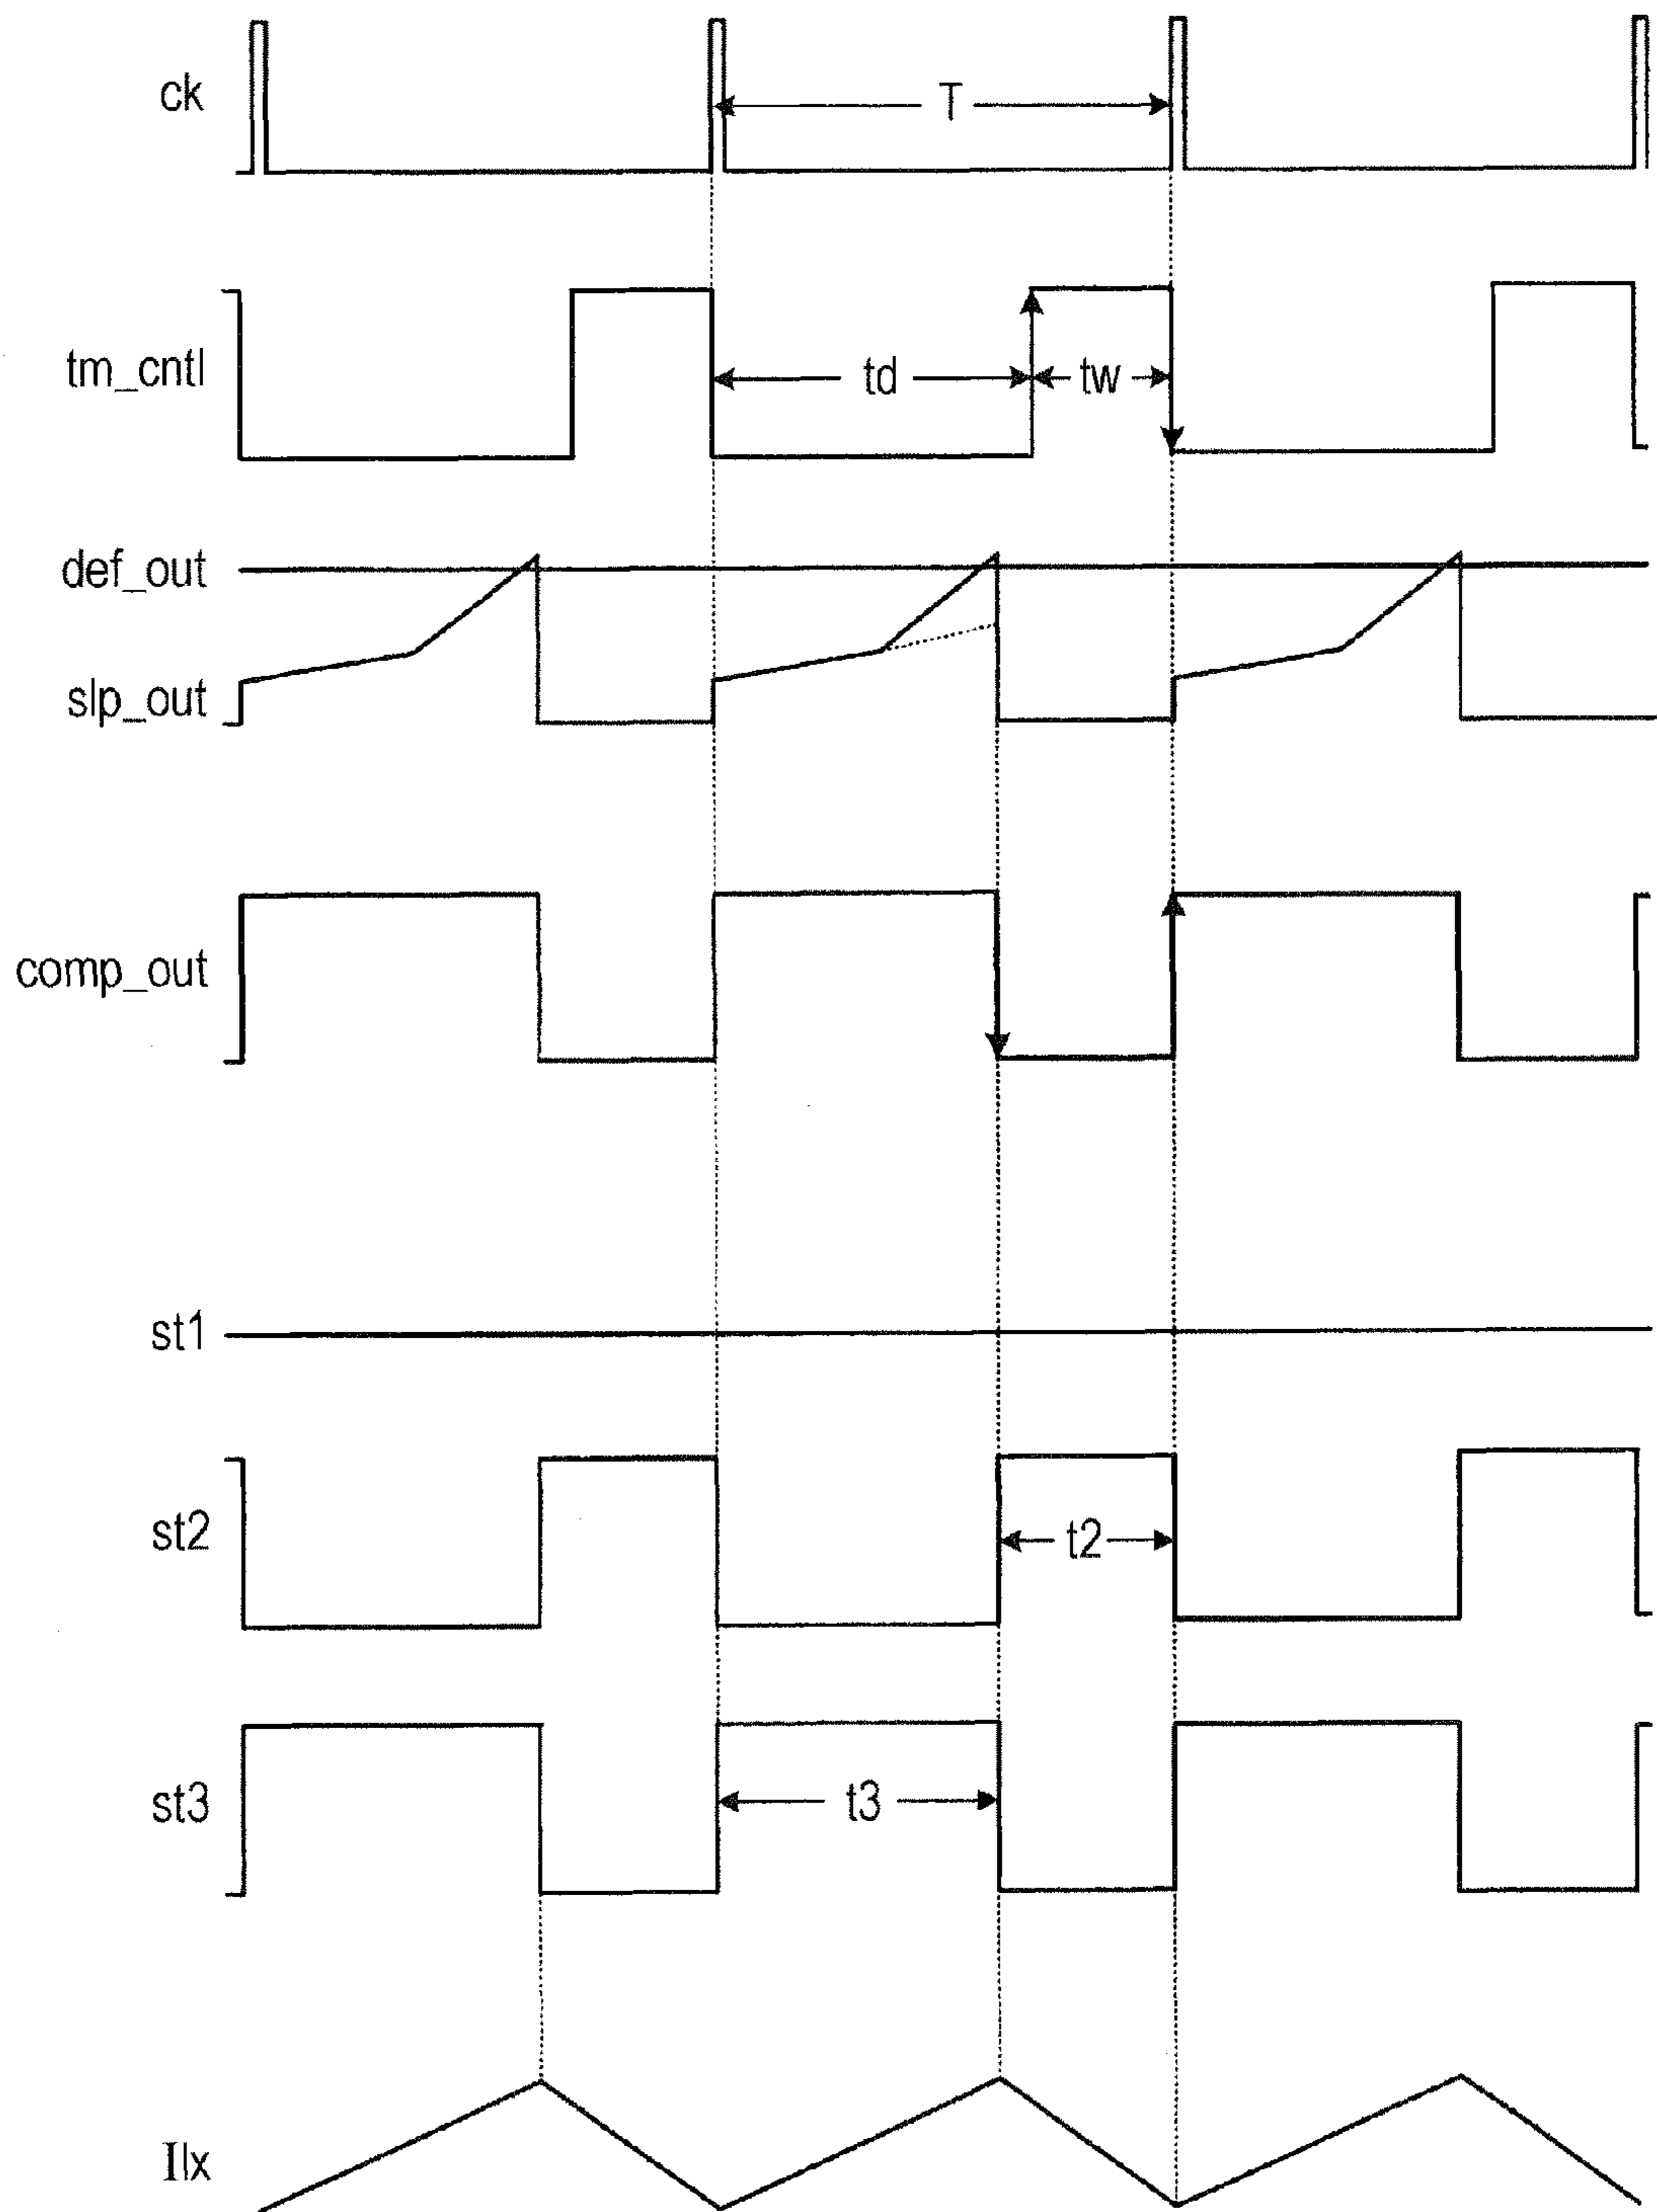 ck
T
tm_cntl
td
tw
def_out
slp_out
comp_out
st1
st2
t2
st3
t3
Ilx